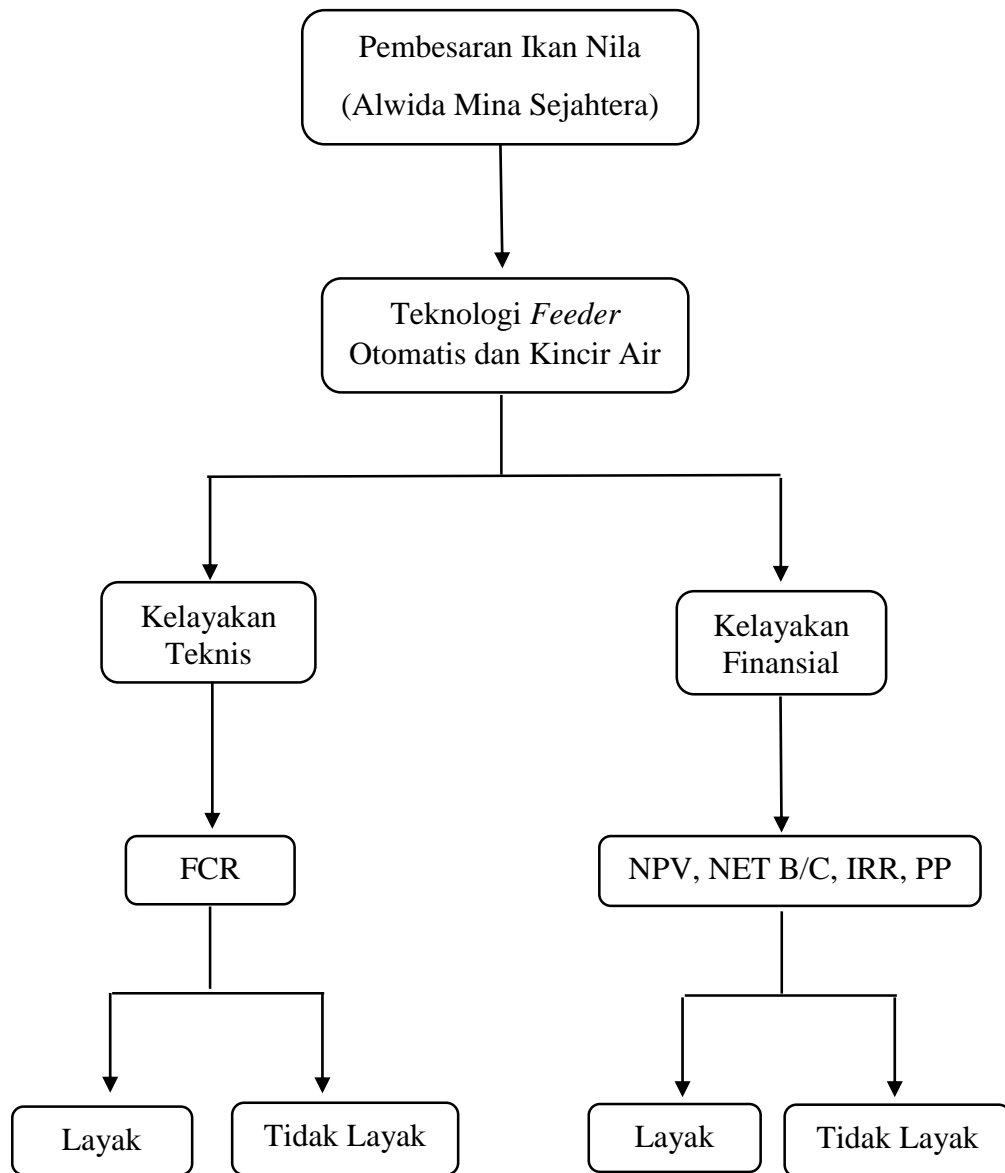 Pembesaran Ikan Nila
(Alwida Mina Sejahtera)
Teknologi Feeder
Otomatis dan Kincir Air
Kelayakan
Teknis
Kelayakan
Finansial
FCR
NPV, NET B/C, IRR, PP
Layak
Tidak Layak
Layak
Tidak Layak